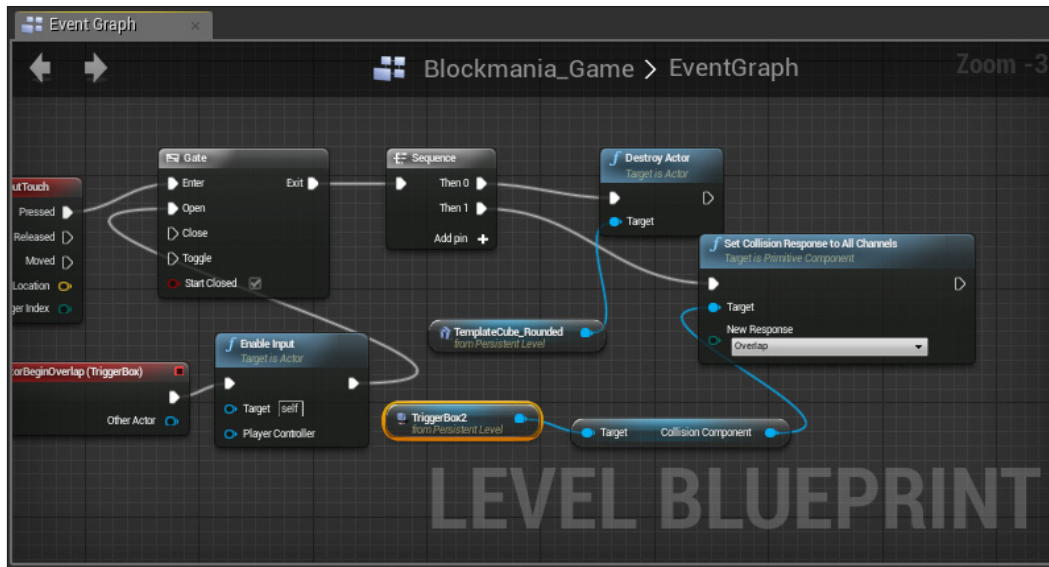 Event Graph
Blockmania_Game > EventGraph
Zoom -3
utTouch
Pressed
Released
Moved
Location
ger Index
Gate
Enter
Exit
Open
Close
Toggle
Start Closed
Sequence
Then 0
Then 1
Add pin
Destroy Actor
Target is Actor
Target
Set Collision Response to All Channels
Target is Primitive Component
Target
New Response
Overlap
TemplateCube_Rounded
from Persistent Level
Enable Input
Target is Actor
Target self
Player Controller
torBeginOverlap (TriggerBox)
Other Actor
TriggerBox2
from Persistent Level
Target Collision Component
LEVEL BLUEPRINT